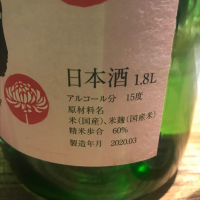 日本酒 1.8L
アルコール分 15度
原材料名
米(国産)、米麹(国産米)
精米歩合 60%
製造年月 2020.03